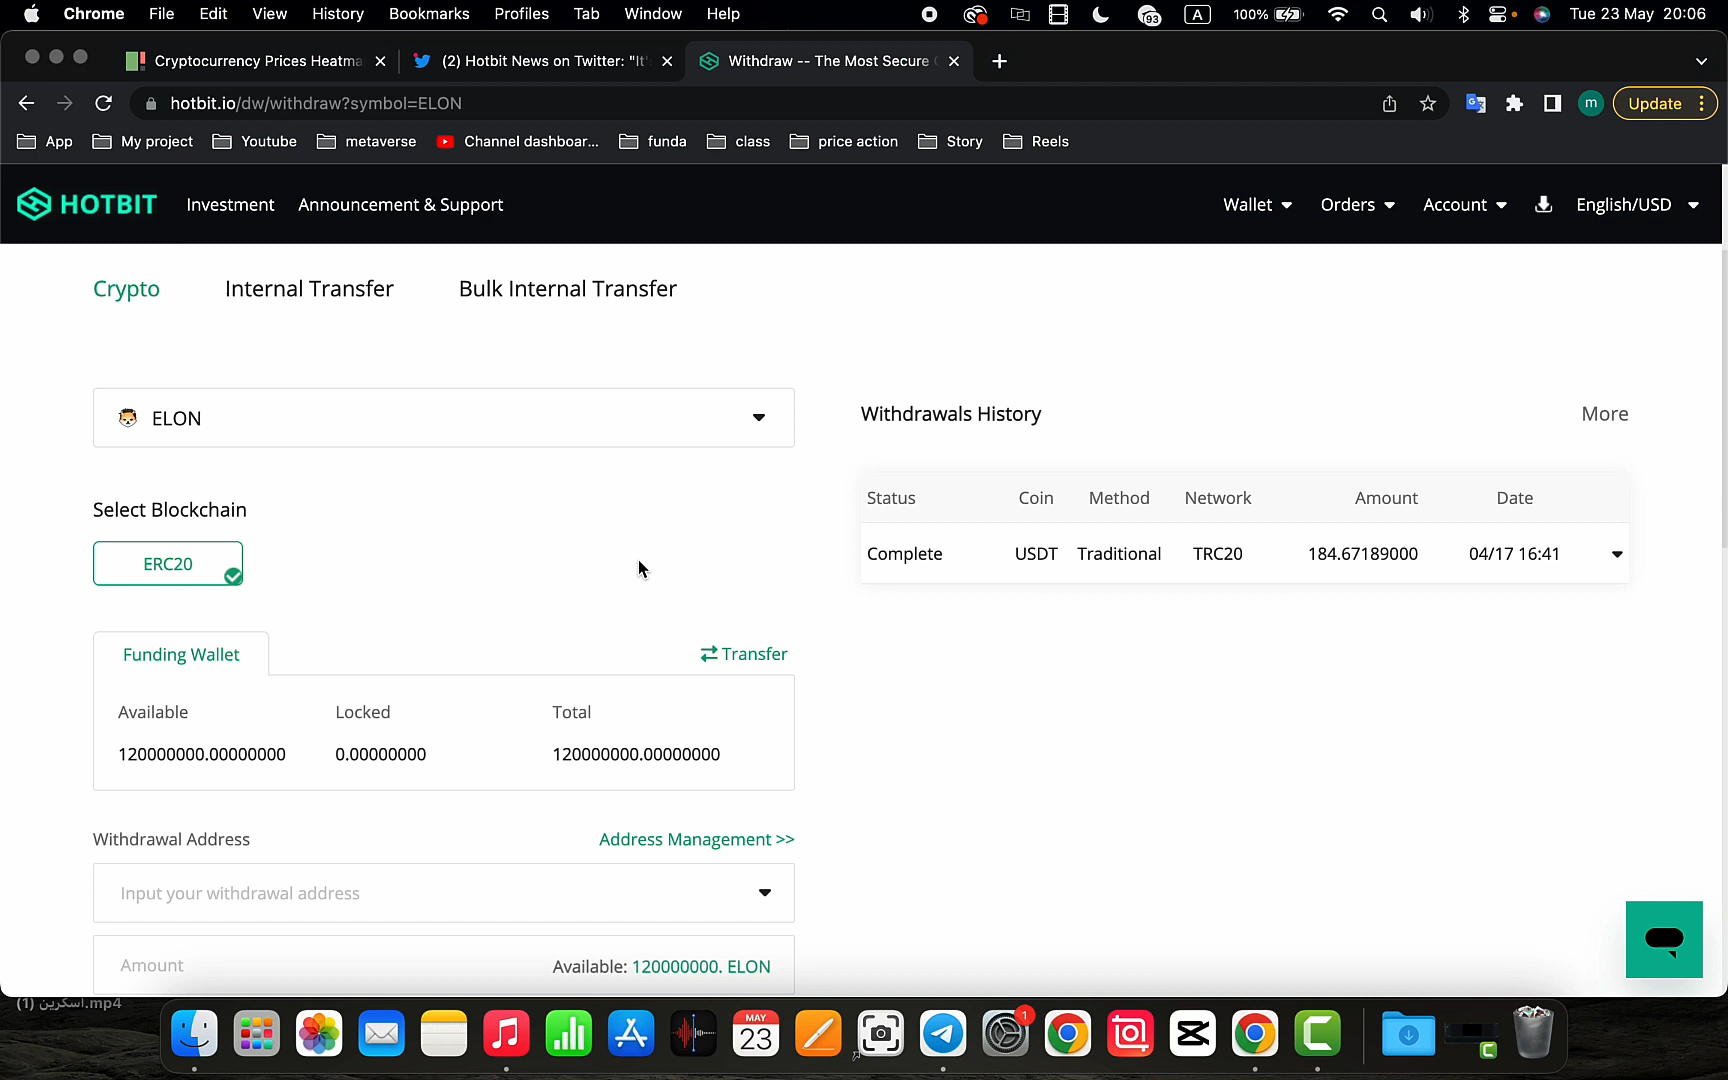 Chrome File Edit View History Bookmarks Profiles Tab Window Help 93 A 100% Tue 23 May 20:06
Cryptocurrency Prices Heatma (2) Hotbit News on Twitter: "It' Withdraw -- The Most Secure
hotbit.io/dw/withdraw?symbol=ELON m Update
App My project Youtube metaverse Channel dashboar... funda class price action Story Reels
HOTBIT Investment Announcement & Support Wallet Orders Account English/USD
Crypto Internal Transfer Bulk Internal Transfer
ELON
Select Blockchain
ERC20
Funding Wallet Transfer
Available Locked Total
120000000.00000000 0.00000000 120000000.00000000
Withdrawal Address Address Management >>
Input your withdrawal address
Amount Available: 120000000. ELON
Withdrawals History More
Status Coin Method Network Amount Date
Complete USDT Traditional TRC20 184.67189000 04/17 16:41
(1) اسکرین.mp4
MAY
23
1